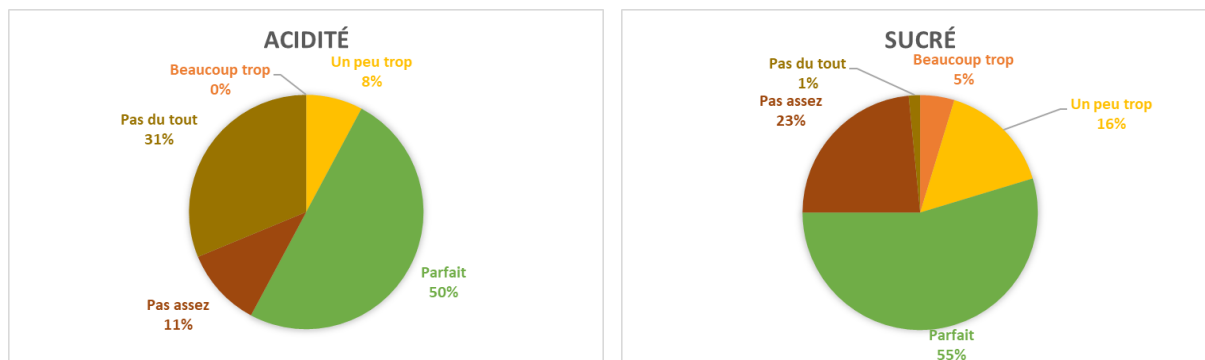 ACIDITÉ
Beaucoup trop
0%
Un peu trop
8%
Pas du tout
31%
Parfait
50%
Pas assez
11%
SUCRÉ
Pas du tout
1%
Beaucoup trop
5%
Pas assez
23%
Un peu trop
16%
Parfait
55%